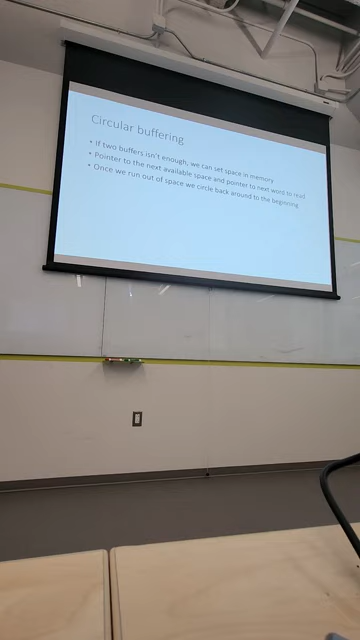 Circular buffering
• If two buffers isn't enough, we can set space in memory
• Pointer to the next available space and pointer to next word to read
• Once we run out of space we circle back around to the beginning